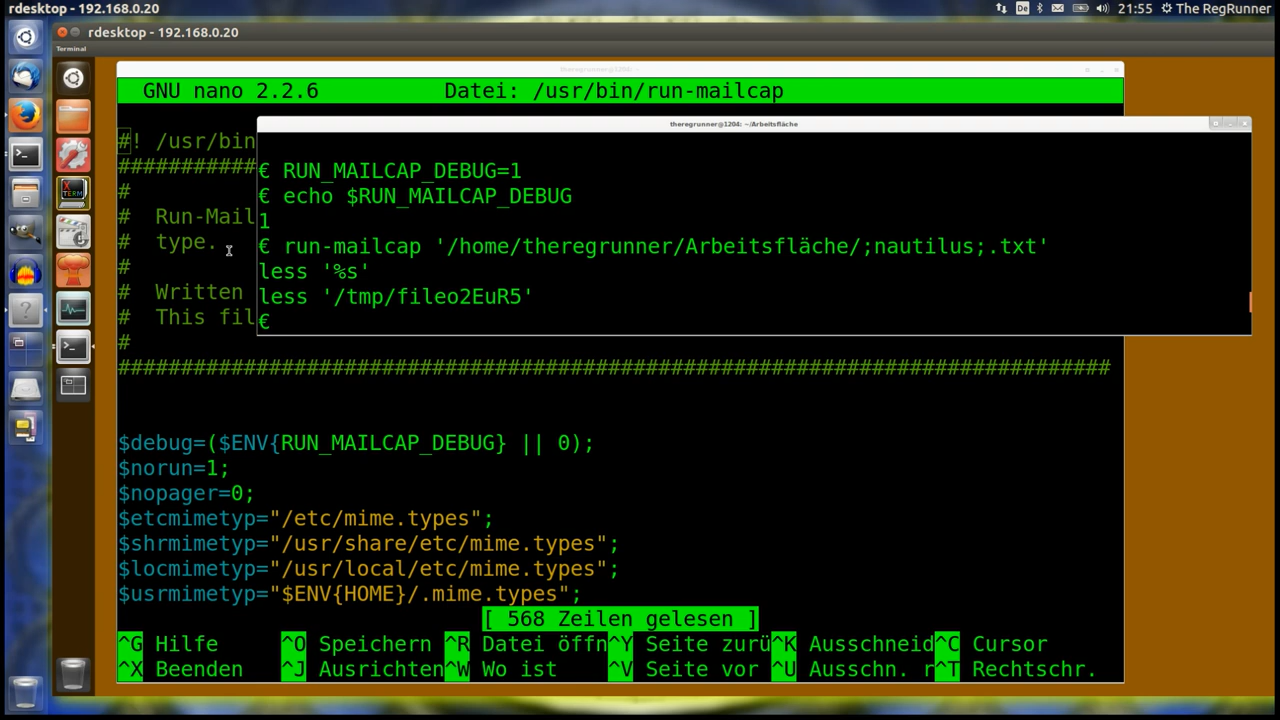 rdesktop - 192.168.0.20
De
21:55
The RegRunner
rdesktop - 192.168.0.20
Terminal
theregrunner@1204: ~
GNU nano 2.2.6 Datei: /usr/bin/run-mailcap
theregrunner@1204: ~/Arbeitsfläche
#! /usr/bin
###########
#
# Run-Mail
# type.
#
# Written
# This fil
#
###############################################################################
€ RUN_MAILCAP_DEBUG=1
€ echo $RUN_MAILCAP_DEBUG
1
€ run-mailcap '/home/theregrunner/Arbeitsfläche/;nautilus;.txt'
less '%s'
less '/tmp/fileo2EuR5'
€
$debug=($ENV{RUN_MAILCAP_DEBUG} || 0);
$norun=1;
$nopager=0;
$etcmimetyp="/etc/mime.types";
$shrmimetyp="/usr/share/etc/mime.types";
$locmimetyp="/usr/local/etc/mime.types";
$usrmimetyp="$ENV{HOME}/.mime.types";
[ 568 Zeilen gelesen ]
^G Hilfe ^O Speichern ^R Datei öffn ^Y Seite zurü ^K Ausschneid ^C Cursor
^X Beenden ^J Ausrichten ^W Wo ist ^V Seite vor ^U Ausschn. r ^T Rechtschr.